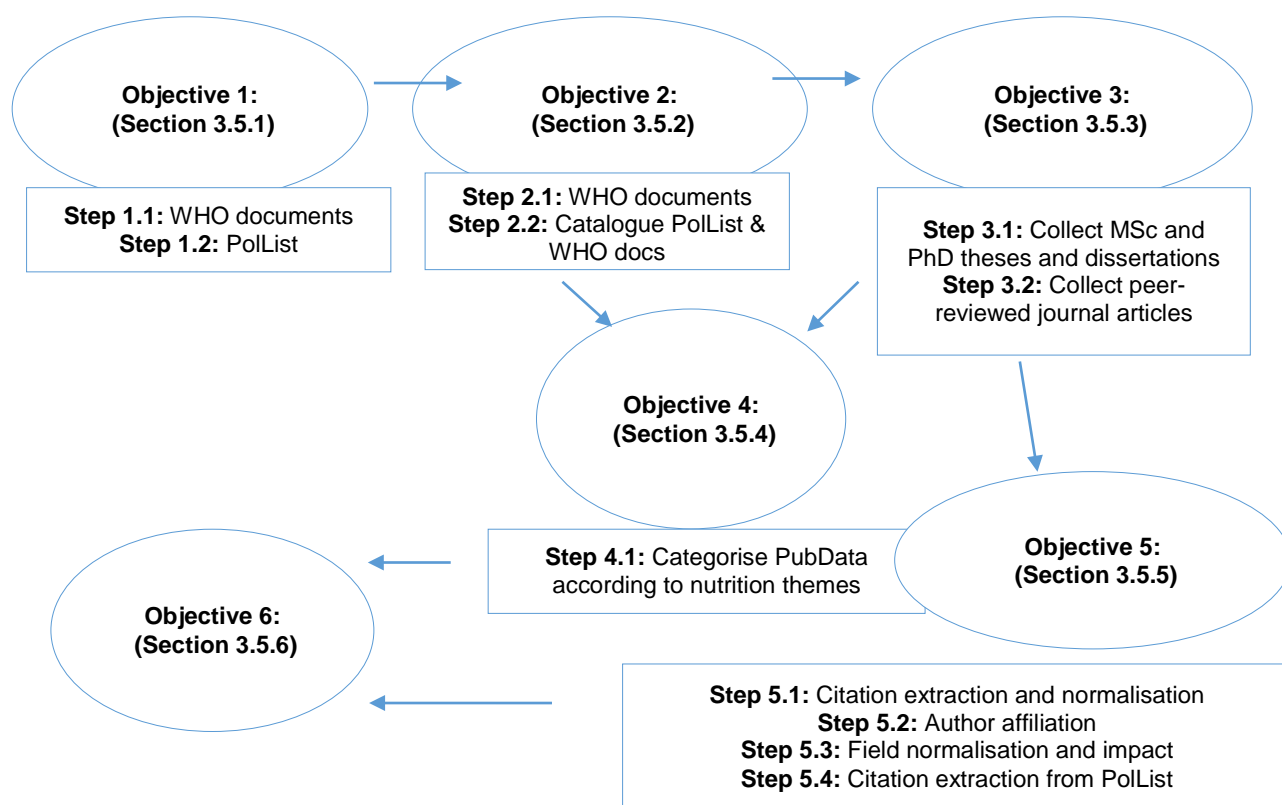 Objective 1:
(Section 3.5.1)
Objective 2:
(Section 3.5.2)
Objective 3:
(Section 3.5.3)
Step 1.1: WHO documents
Step 1.2: PolList
Step 2.1: WHO documents
Step 2.2: Catalogue PolList &
WHO docs
Step 3.1: Collect MSc and
PhD theses and dissertations
Step 3.2: Collect peer-
reviewed journal articles
Objective 4:
(Section 3.5.4)
Step 4.1: Categorise PubData
according to nutrition themes
Objective 5:
(Section 3.5.5)
Objective 6:
(Section 3.5.6)
Step 5.1: Citation extraction and normalisation
Step 5.2: Author affiliation
Step 5.3: Field normalisation and impact
Step 5.4: Citation extraction from PolList